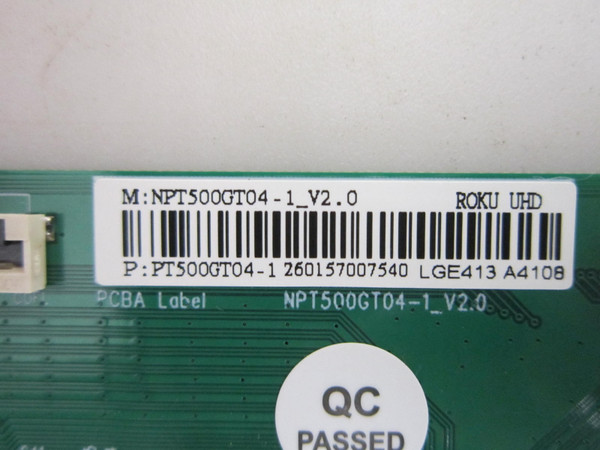 M:NPT500GT04-1_V2.0 ROKU UHD
P:PT500GT04-1 260157007540 LGE413 A4108
PCBA Label NPT500GT04-1_V2.0
QC
PASSED